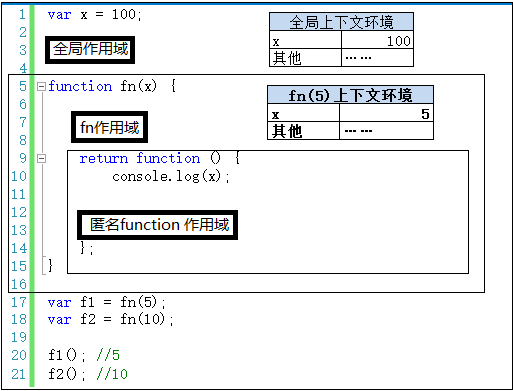 1 var x = 100;
2
3 全局作用域
4
5 function fn(x) {
6
7 fn作用域
8
9 return function () {
10 console.log(x);
11
12 匿名function 作用域
13
14 };
15 }
16
17 var f1 = fn(5);
18 var f2 = fn(10);
19
20 f1(); //5
21 f2(); //10
全局上下文环境
x 100
其他 ……
fn(5)上下文环境
x 5
其他 ……